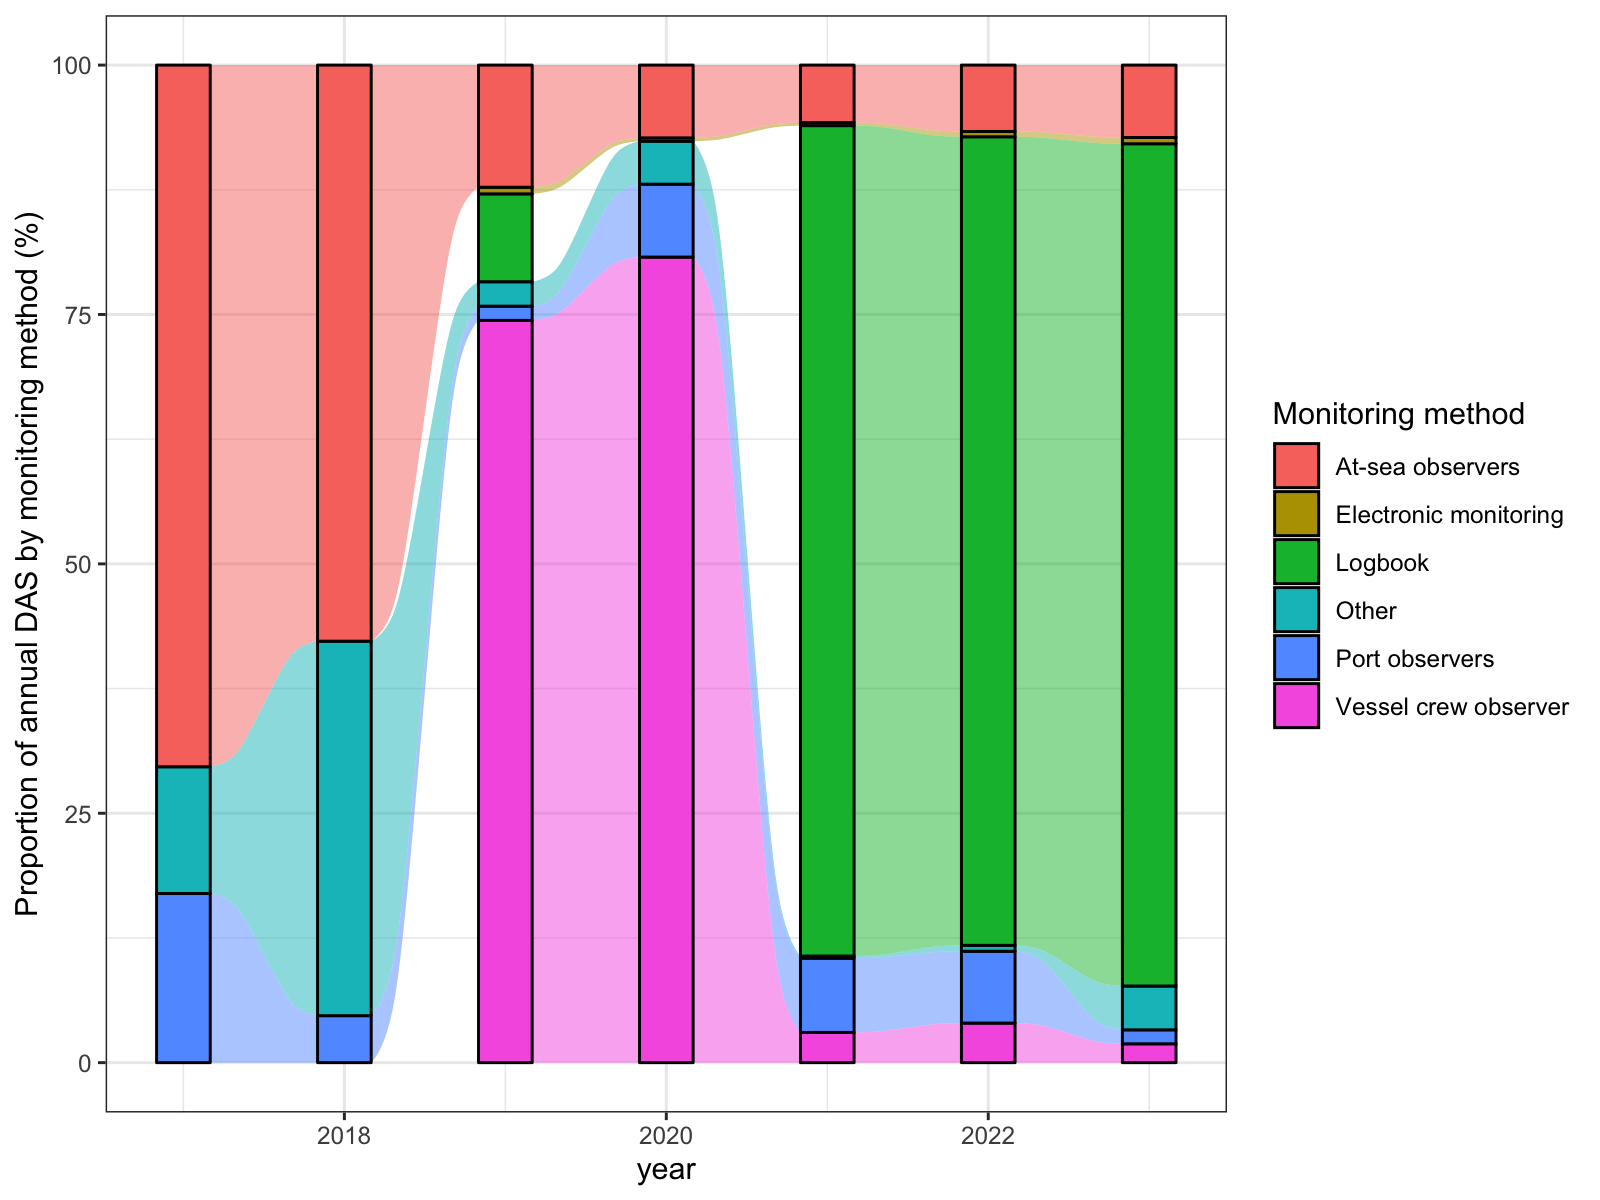 Proportion of annual DAS by monitoring method (%)
100
75
50
25
0
2018
2020
2022
year
Monitoring method
At-sea observers
Electronic monitoring
Logbook
Other
Port observers
Vessel crew observer